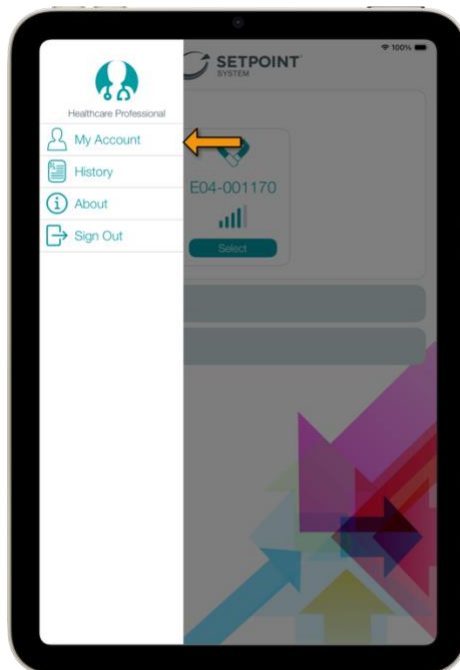 100%
SETPOINT
SYSTEM
Healthcare Professional
My Account
History
E04-001170
About
Sign Out
Select